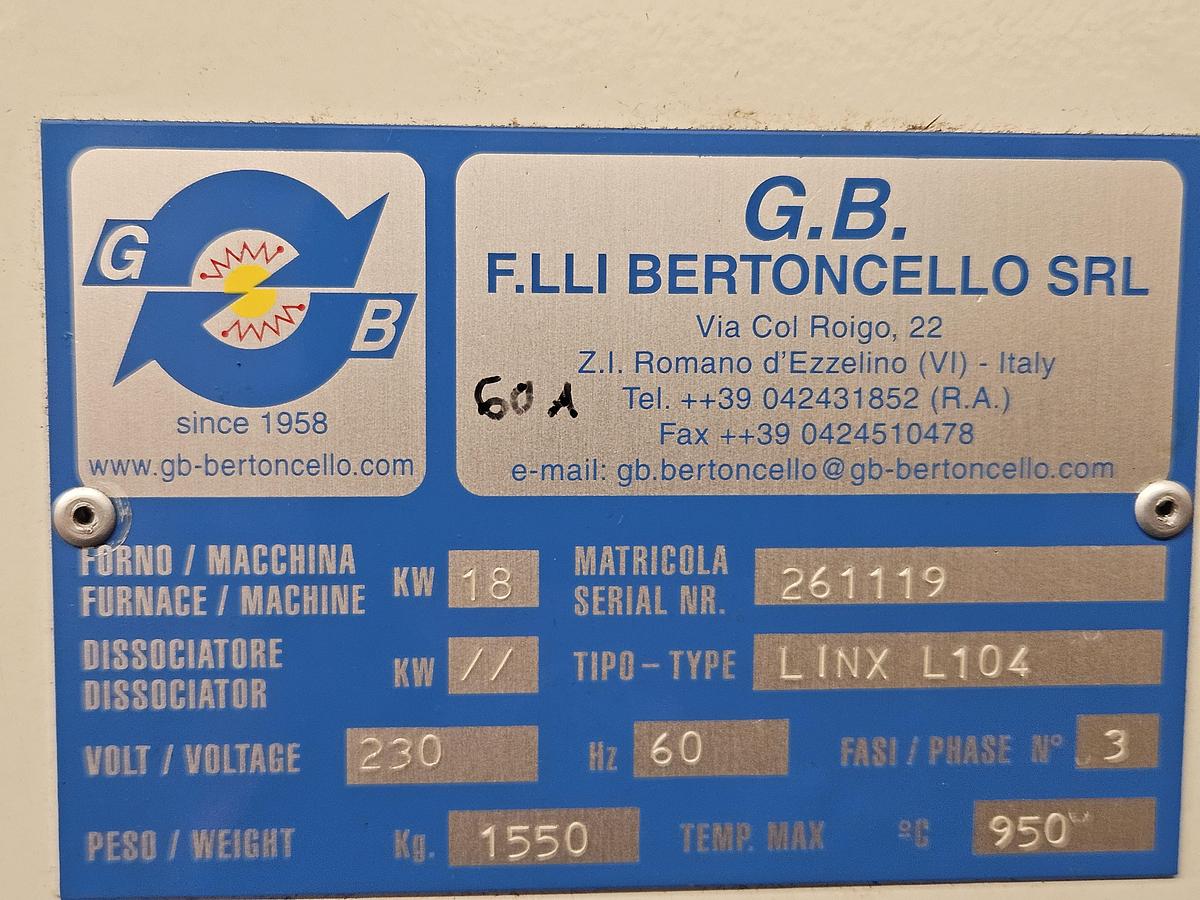 G
B
since 1958
www.gb-bertoncello.com
G.B.
F.LLI BERTONCELLO SRL
Via Col Roigo, 22
Z.I. Romano d'Ezzelino (VI) - Italy
Tel. ++39 042431852 (R.A.)
Fax ++39 0424510478
e-mail: gb.bertoncello@gb-bertoncello.com
60A
FORNO / MACCHINA
FURNACE / MACHINE
KW 18
MATRICOLA
SERIAL NR.
261119
DISSOCIATORE
DISSOCIATOR
KW //
TIPO - TYPE LINX L104
VOLT / VOLTAGE 230 Hz 60 FASI / PHASE N° 3
PESO / WEIGHT Kg. 1550 TEMP. MAX ºC 950